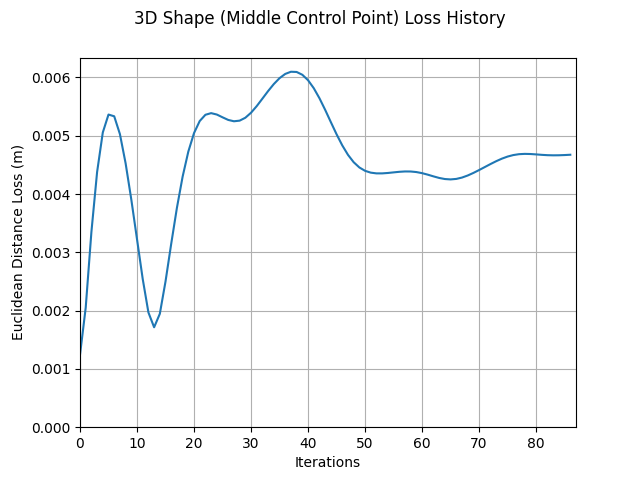 3D Shape (Middle Control Point) Loss History
0.006
0.005
0.004
0.003
0.002
0.001
0.000
Euclidean Distance Loss (m)
0 10 20 30 40 50 60 70 80
Iterations